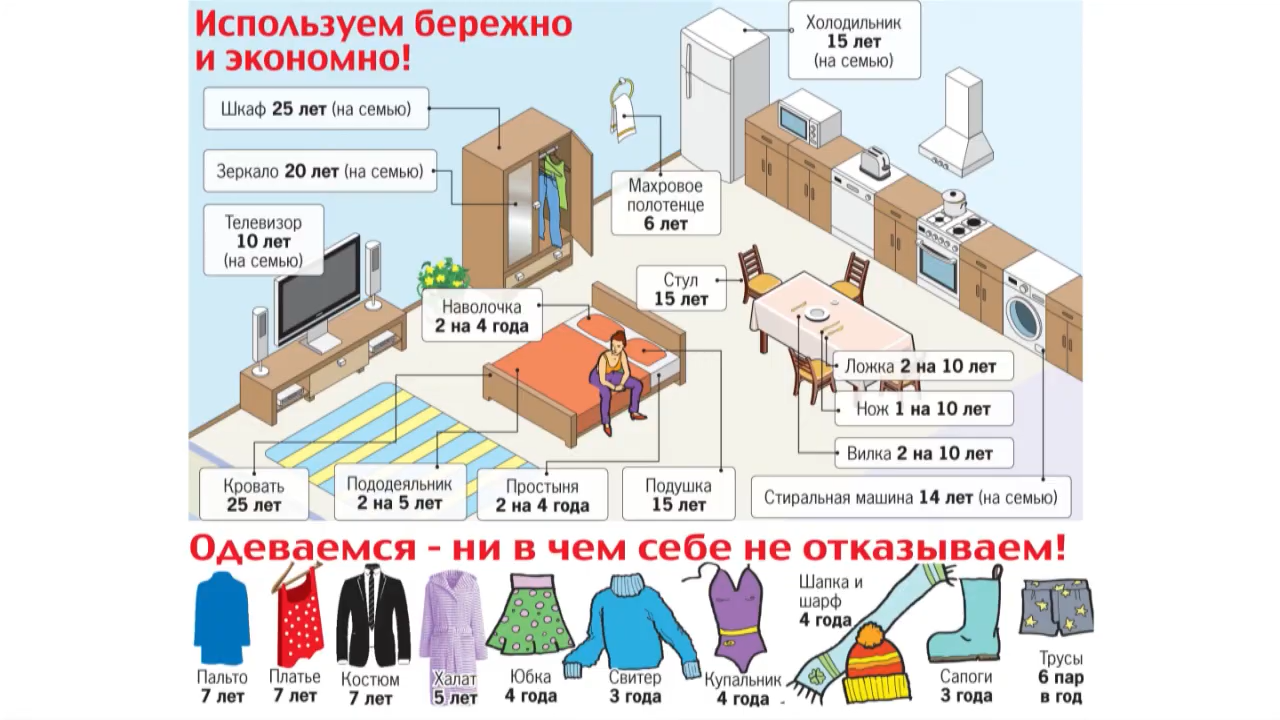 Используем бережно
и экономно!
Холодильник
15 лет
(на семью)
Шкаф 25 лет (на семью)
Зеркало 20 лет (на семью)
Махровое
полотенце
6 лет
Телевизор
10 лет
(на семью)
Стул
15 лет
Наволочка
2 на 4 года
Ложка 2 на 10 лет
Нож 1 на 10 лет
Вилка 2 на 10 лет
Кровать
25 лет
Пододеяльник
2 на 5 лет
Простыня
2 на 4 года
Подушка
15 лет
Стиральная машина 14 лет (на семью)
Одеваемся - ни в чем себе не отказываем!
Пальто
7 лет
Платье
7 лет
Костюм
7 лет
Халат
5 лет
Юбка
4 года
Свитер
3 года
Купальник
4 года
Шапка и
шарф
4 года
Сапоги
3 года
Трусы
6 пар
в год